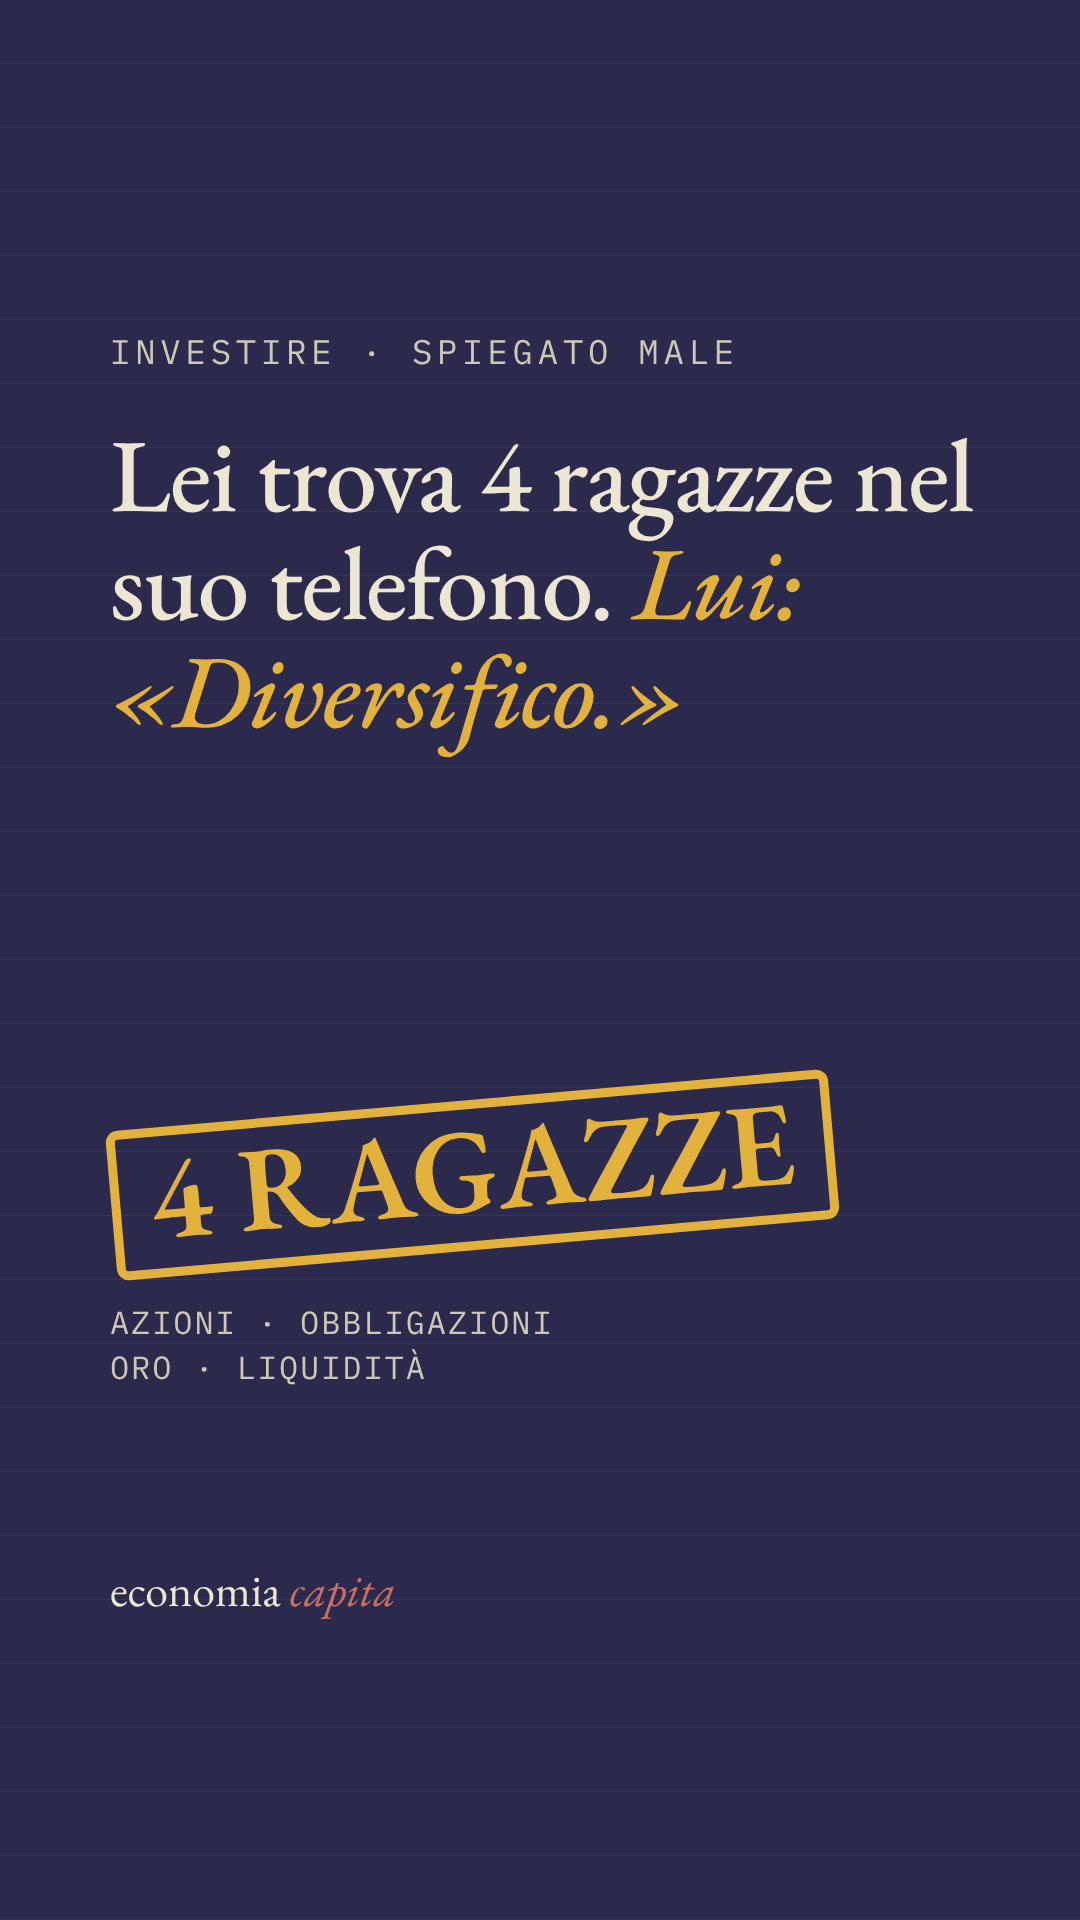 INVESTIRE · SPIEGATO MALE
Lei trova 4 ragazze nel
suo telefono. Lui:
«Diversifico.»
4 RAGAZZE
AZIONI · OBBLIGAZIONI
ORO · LIQUIDITÀ
economia capita